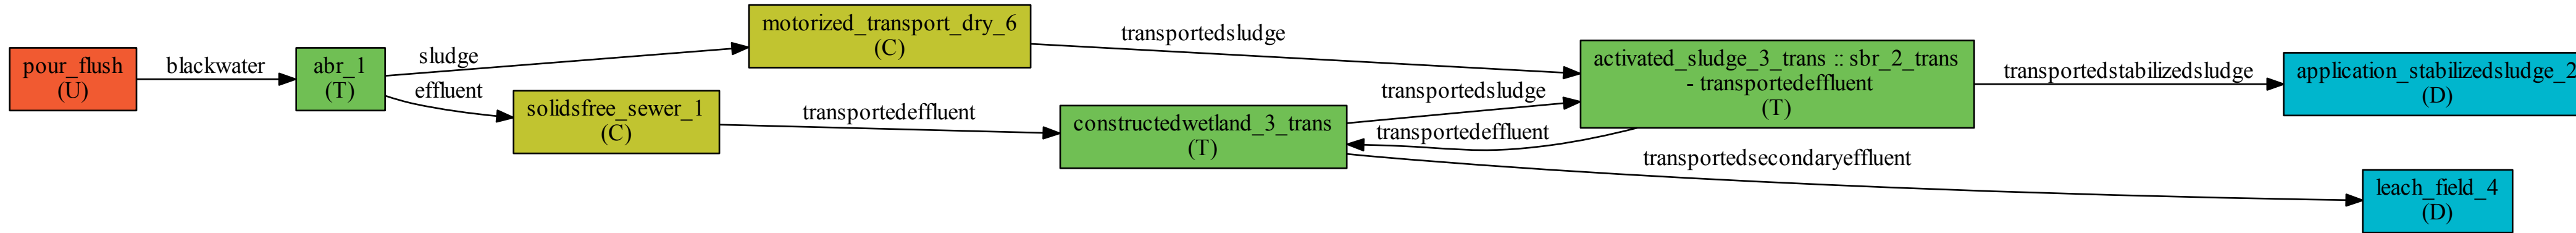 pour_flush
(U)
blackwater
abr_1
(T)
sludge
effluent
motorized_transport_dry_6
(C)
solidsfree_sewer_1
(C)
transportedsludge
transportedeffluent
constructedwetland_3_trans
(T)
transportedsludge
transportedeffluent
activated_sludge_3_trans :: sbr_2_trans
- transportedeffluent
(T)
transportedstabilizedsludge
transportedsecondaryeffluent
application_stabilizedsludge_2
(D)
leach_field_4
(D)